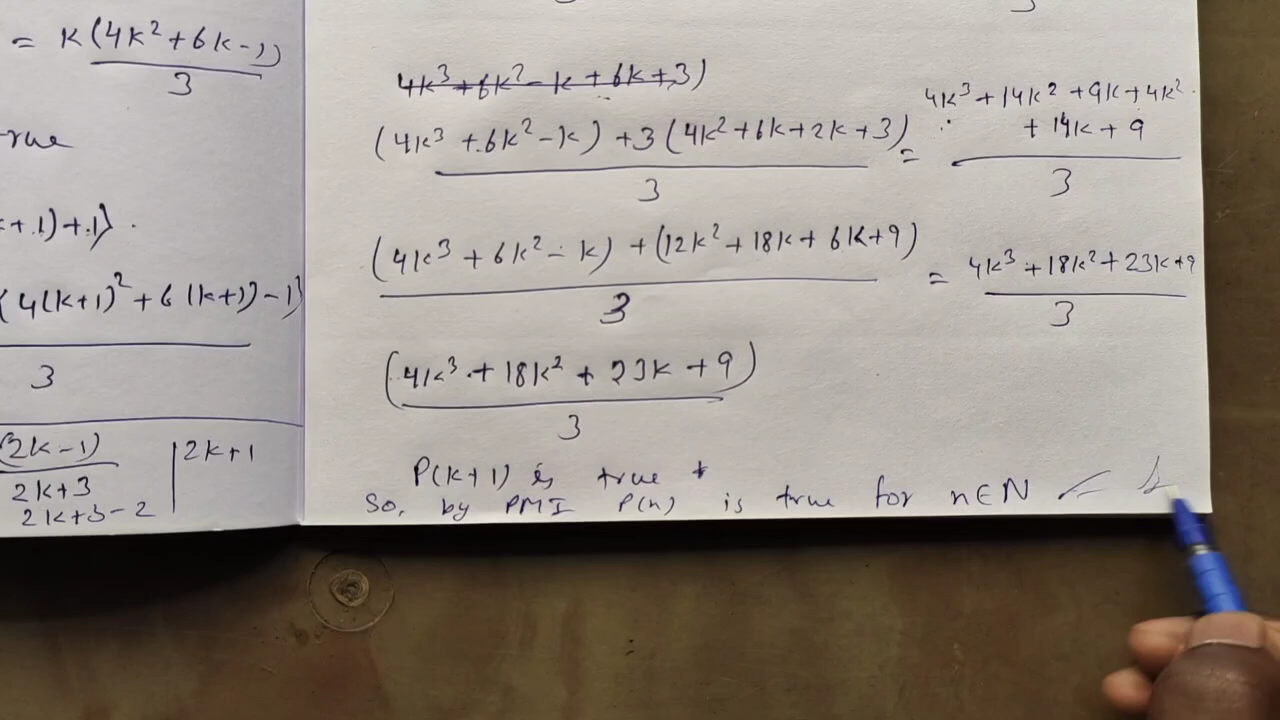 = K(4k²+6k-1)
3
true
k+1)+1}.
{4(k+1)²+6(k+1)-1}
3
(2k-1) | 2k+1
2k+3
2k+3-2
4k³+6k²-k+6k+3)
(4k³+6k²-k)+3(4k²+6k+2k+3)
3
= 4k³+14k²+9k+4k²
+14k+9
3
(4k³+6k²-k)+(12k²+18k+6k+9)
3
= 4k³+18k²+23k+9
3
(4k³+18k²+23k+9)
3
P(k+1) is true
So, by PMI P(n) is true for n∈N